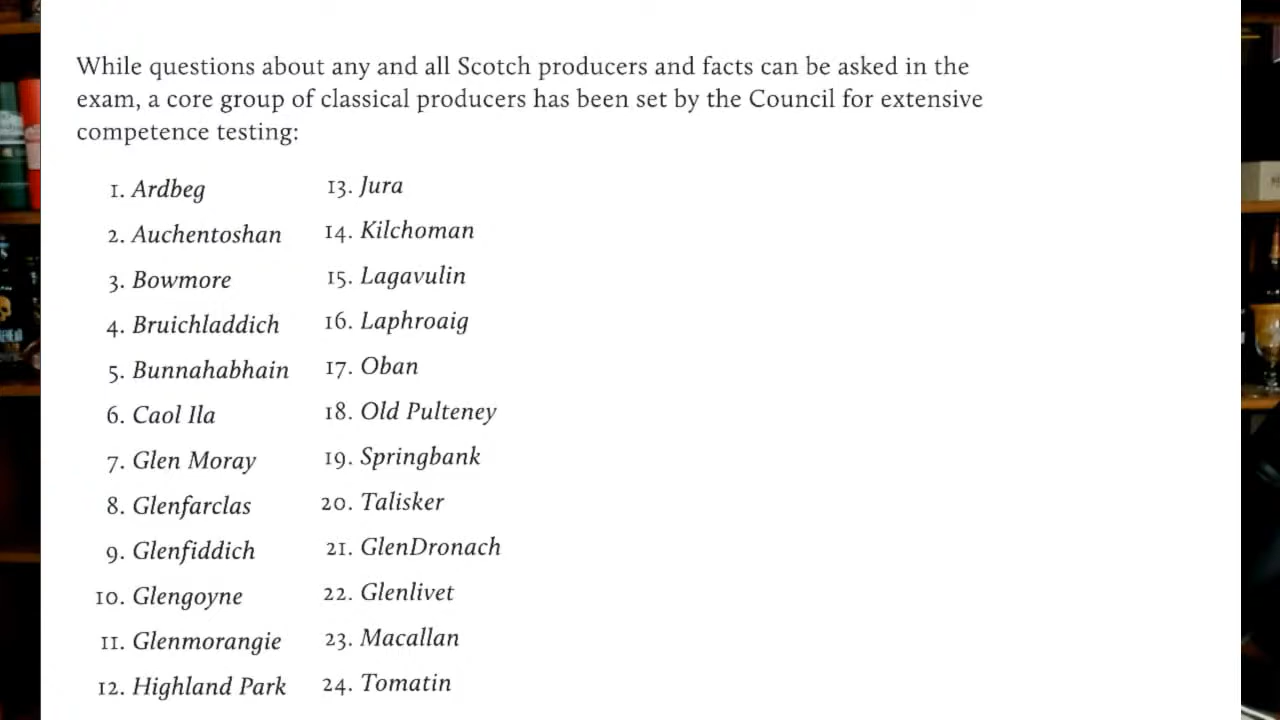 While questions about any and all Scotch producers and facts can be asked in the
exam, a core group of classical producers has been set by the Council for extensive
competence testing:
1. Ardbeg
2. Auchentoshan
3. Bowmore
4. Bruichladdich
5. Bunnahabhain
6. Caol Ila
7. Glen Moray
8. Glenfarclas
9. Glenfiddich
10. Glengoyne
11. Glenmorangie
12. Highland Park
13. Jura
14. Kilchoman
15. Lagavulin
16. Laphroaig
17. Oban
18. Old Pulteney
19. Springbank
20. Talisker
21. GlenDronach
22. Glenlivet
23. Macallan
24. Tomatin